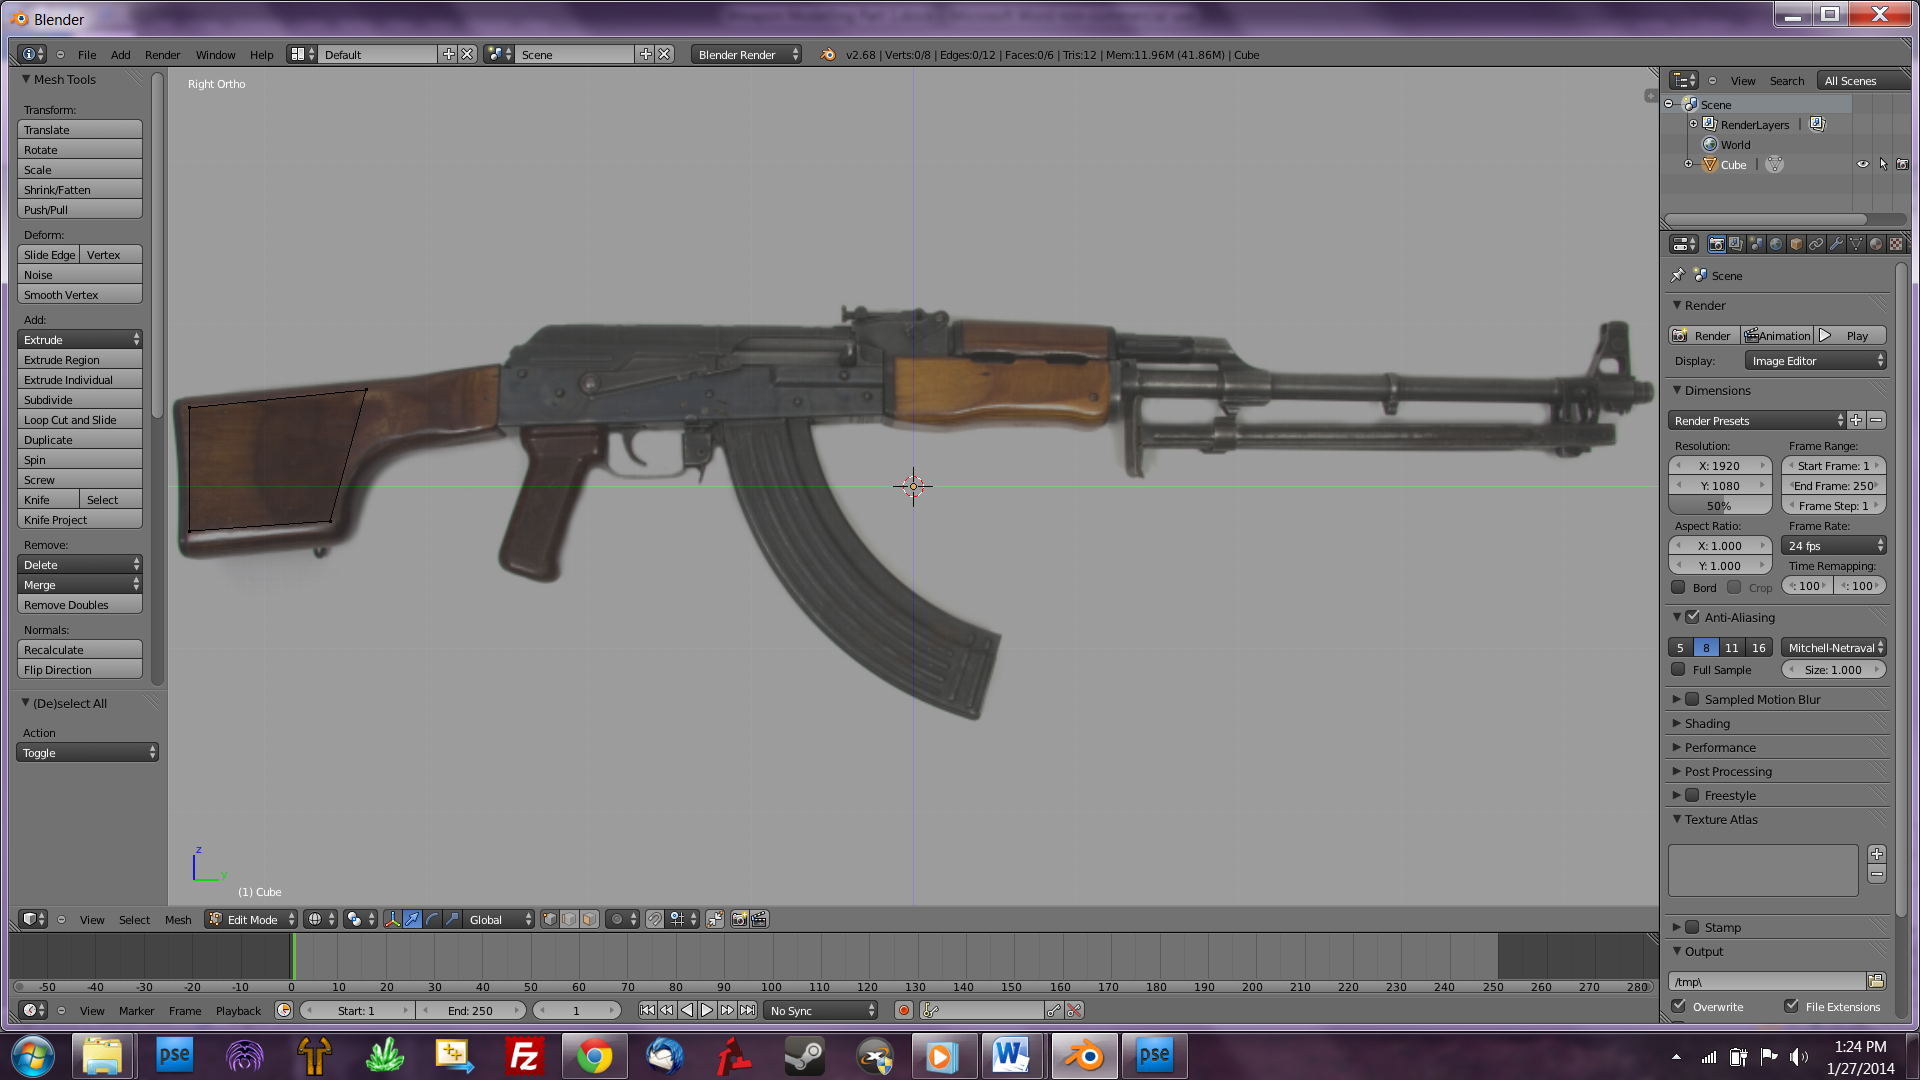 Blender
File Add Render Window Help Default Scene Blender Render v2.68 | Verts:0/8 | Edges:0/12 | Faces:0/6 | Tris:12 | Mem:11.96M (41.86M) | Cube
Mesh Tools
Transform:
Translate
Rotate
Scale
Shrink/Fatten
Push/Pull
Deform:
Slide Edge Vertex
Noise
Smooth Vertex
Add:
Extrude
Extrude Region
Extrude Individual
Subdivide
Loop Cut and Slide
Duplicate
Spin
Screw
Knife Select
Knife Project
Remove:
Delete
Merge
Remove Doubles
Normals:
Recalculate
Flip Direction
(De)select All
Action
Toggle
Right Ortho
z
y
(1) Cube
View Select Mesh Edit Mode Global
View Search All Scenes
Scene
RenderLayers |
World
Cube |
Scene
Render
Render Animation Play
Display: Image Editor
Dimensions
Render Presets
Resolution: Frame Range:
X: 1920 Start Frame: 1
Y: 1080 End Frame: 250
50% Frame Step: 1
Aspect Ratio: Frame Rate:
X: 1.000 24 fps
Y: 1.000 Time Remapping:
Bord Crop : 100 : 100
Anti-Aliasing
5 8 11 16 Mitchell-Netraval
Full Sample Size: 1.000
Sampled Motion Blur
Shading
Performance
Post Processing
Freestyle
Texture Atlas
Stamp
Output
/tmp\
Overwrite File Extensions
-50 -40 -30 -20 -10 0 10 20 30 40 50 60 70 80 90 100 110 120 130 140 150 160 170 180 190 200 210 220 230 240 250 260 270 280
View Marker Frame Playback Start: 1 End: 250 1 No Sync
pse Fz W pse
1:24 PM
1/27/2014